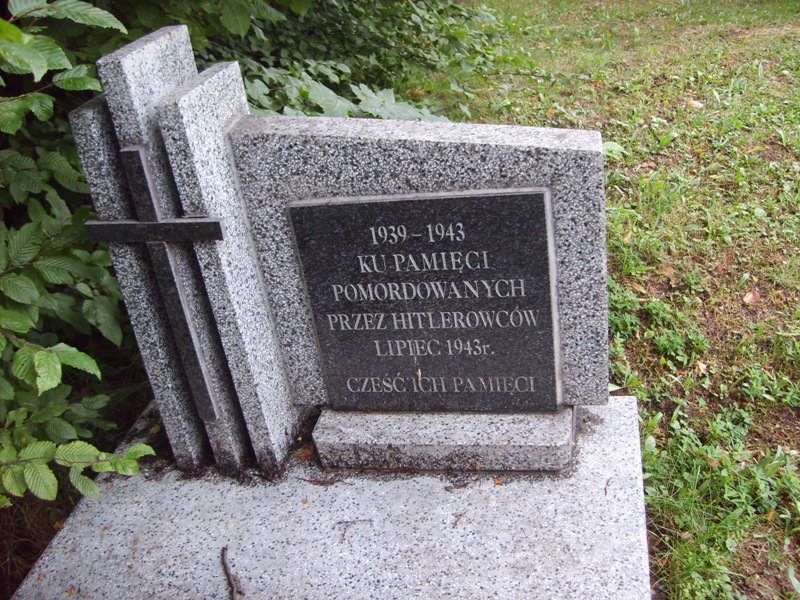 1939 – 1943
KU PAMIĘCI
POMORDOWANYCH
PRZEZ HITLEROWCÓW
LIPIEC 1943r.
CZEŚĆ ICH PAMIĘCI